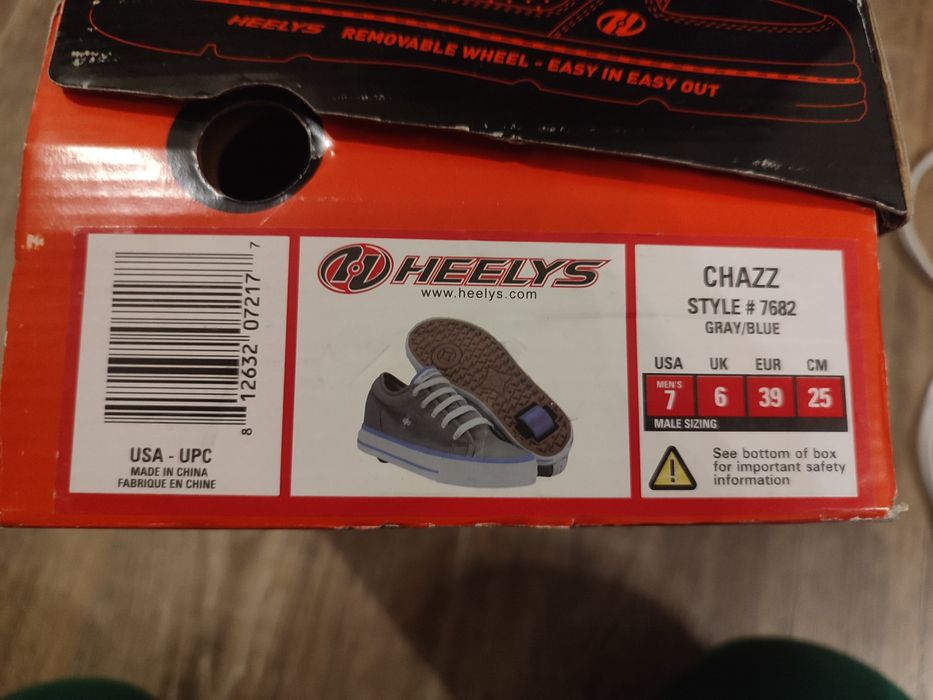 HEELYS REMOVABLE WHEEL - EASY IN EASY OUT
8 12632 07217 7
USA - UPC
MADE IN CHINA
FABRIQUE EN CHINE
HEELYS
www.heelys.com
CHAZZ
STYLE # 7682
GRAY/BLUE
USA UK EUR CM
MEN'S
7 6 39 25
MALE SIZING
See bottom of box
for important safety
information